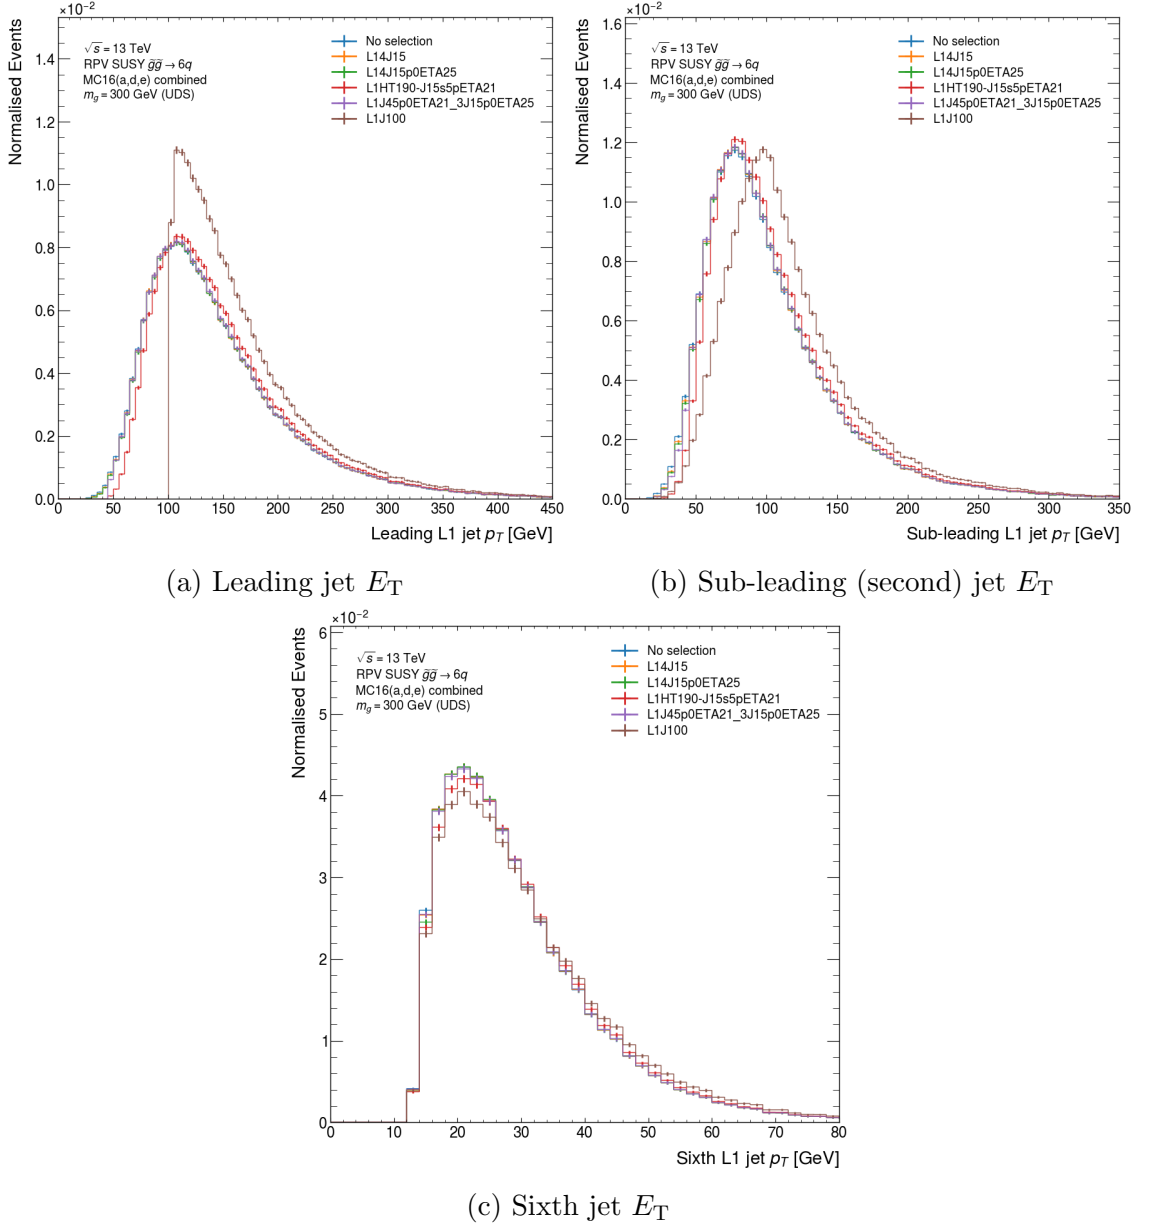 ×10⁻²
Normalised Events
1.4
1.2
1.0
0.8
0.6
0.4
0.2
0.0
√s = 13 TeV
RPV SUSY g̃g̃ → 6q
MC16(a,d,e) combined
m_g = 300 GeV (UDS)
No selection
L14J15
L14J15p0ETA25
L1HT190-J15s5pETA21
L1J45p0ETA21_3J15p0ETA25
L1J100
0 50 100 150 200 250 300 350 400 450
Leading L1 jet p_T [GeV]
(a) Leading jet E_T
×10⁻²
Normalised Events
1.6
1.4
1.2
1.0
0.8
0.6
0.4
0.2
0.0
√s = 13 TeV
RPV SUSY g̃g̃ → 6q
MC16(a,d,e) combined
m_g = 300 GeV (UDS)
No selection
L14J15
L14J15p0ETA25
L1HT190-J15s5pETA21
L1J45p0ETA21_3J15p0ETA25
L1J100
0 50 100 150 200 250 300 350
Sub-leading L1 jet p_T [GeV]
(b) Sub-leading (second) jet E_T
×10⁻²
Normalised Events
6
5
4
3
2
1
0
√s = 13 TeV
RPV SUSY g̃g̃ → 6q
MC16(a,d,e) combined
m_g = 300 GeV (UDS)
No selection
L14J15
L14J15p0ETA25
L1HT190-J15s5pETA21
L1J45p0ETA21_3J15p0ETA25
L1J100
0 10 20 30 40 50 60 70 80
Sixth L1 jet p_T [GeV]
(c) Sixth jet E_T